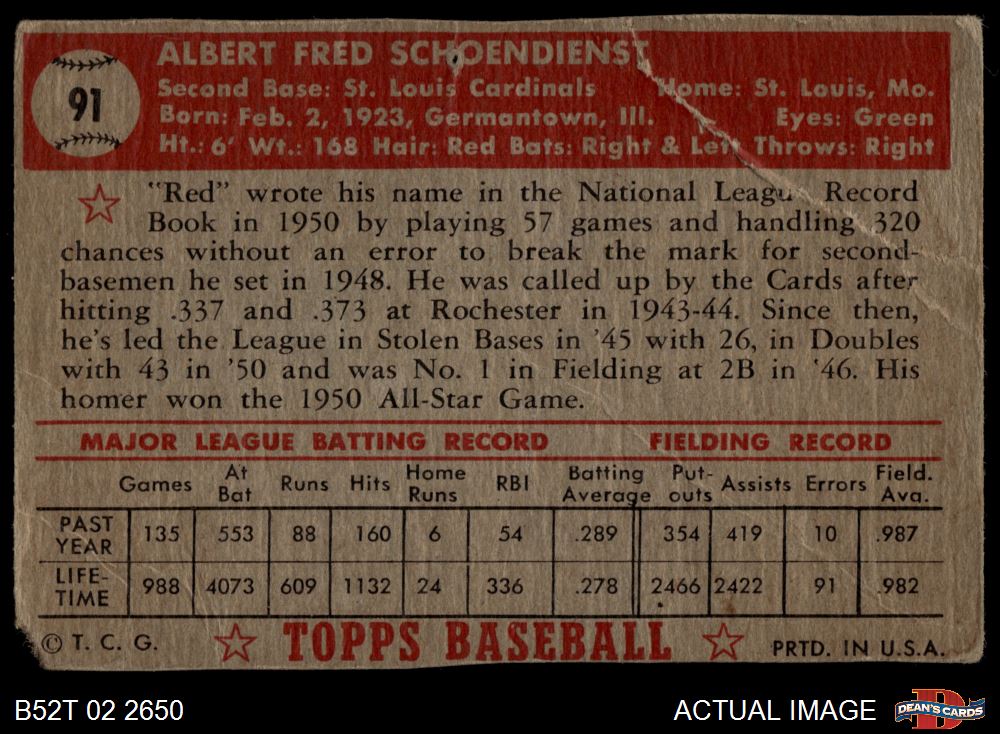 91
ALBERT FRED SCHOENDIENST
Second Base: St. Louis Cardinals Home: St. Louis, Mo.
Born: Feb. 2, 1923, Germantown, Ill. Eyes: Green
Ht.: 6' Wt.: 168 Hair: Red Bats: Right & Left Throws: Right
"Red" wrote his name in the National League Record
Book in 1950 by playing 57 games and handling 320
chances without an error to break the mark for second-
basemen he set in 1948. He was called up by the Cards after
hitting .337 and .373 at Rochester in 1943-44. Since then,
he's led the League in Stolen Bases in '45 with 26, in Doubles
with 43 in '50 and was No. 1 in Fielding at 2B in '46. His
homer won the 1950 All-Star Game.
MAJOR LEAGUE BATTING RECORD FIELDING RECORD
Games At Bat Runs Hits Home Runs RBI Batting Average Put-outs Assists Errors Field. Avg.
PAST YEAR 135 553 88 160 6 54 .289 354 419 10 .987
LIFE-TIME 988 4073 609 1132 24 336 .278 2466 2422 91 .982
© T. C. G. TOPPS BASEBALL PRTD. IN U.S.A.
B52T 02 2650 ACTUAL IMAGE DEAN'S CARDS